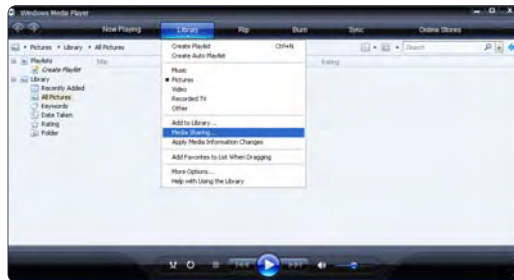 Windows Media Player
Now Playing Library Rip Burn Sync Online Stores
Pictures Library All Pictures Search
Playlists
Create Playlist
Library
Recently Added
All Pictures
Keywords
Date Taken
Rating
Folder
Title
Rating
Create Playlist Ctrl+N
Create Auto Playlist
Music
Pictures
Video
Recorded TV
Other
Add to Library...
Media Sharing...
Apply Media Information Changes
Add Favorites to List When Dragging
More Options...
Help with Using the Library